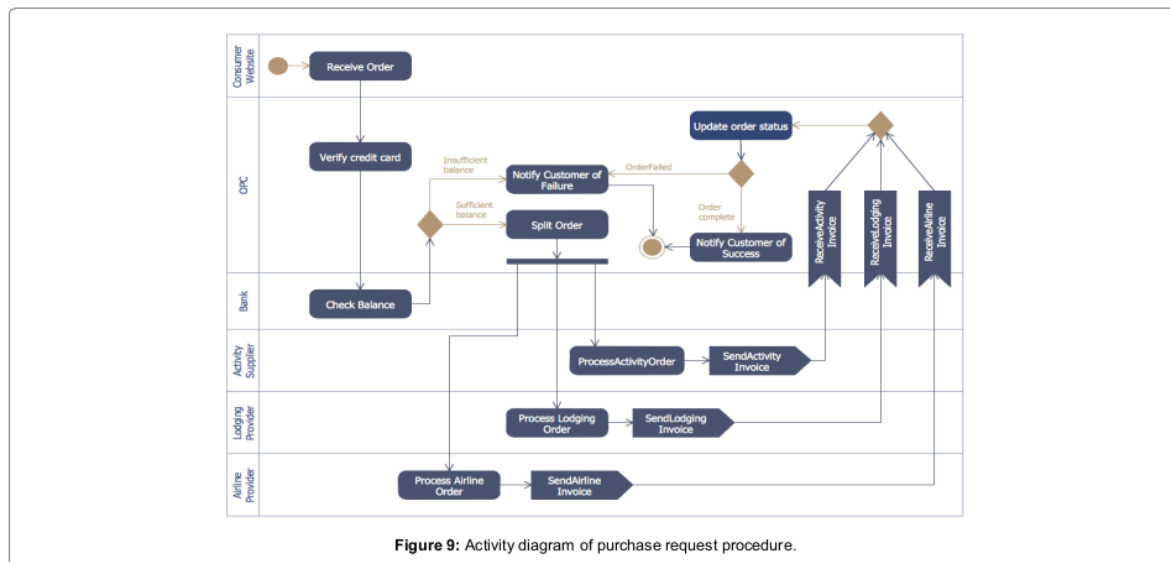 Consumer
Website
Receive Order
OPC
Update order status
Verify credit card
Insufficient
balance
Notify Customer of
Failure
OrderFailed
Sufficient
balance
Split Order
Order
complete
Notify Customer of
Success
ReceiveActivity
Invoice
ReceiveLodging
Invoice
ReceiveAirline
Invoice
Bank
Check Balance
Activity
Supplier
ProcessActivityOrder
SendActivity
Invoice
Lodging
Provider
Process Lodging
Order
SendLodging
Invoice
Airline
Provider
Process Airline
Order
SendAirline
Invoice
Figure 9: Activity diagram of purchase request procedure.